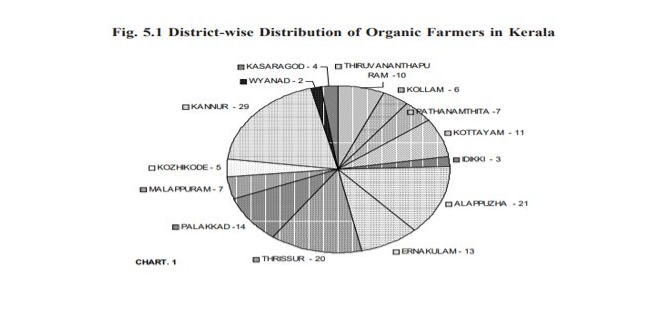 Fig. 5.1 District-wise Distribution of Organic Farmers in Kerala
KASARAGOD - 4
THIRUVANANTHAPU
RAM -10
WYANAD - 2
KOLLAM - 6
KANNUR - 29
PATHANAMTHITA -7
KOTTAYAM - 11
IDIKKI - 3
KOZHIKODE - 5
MALAPPURAM - 7
ALAPPUZHA - 21
PALAKKAD -14
ERNAKULAM - 13
THRISSUR - 20
CHART. 1